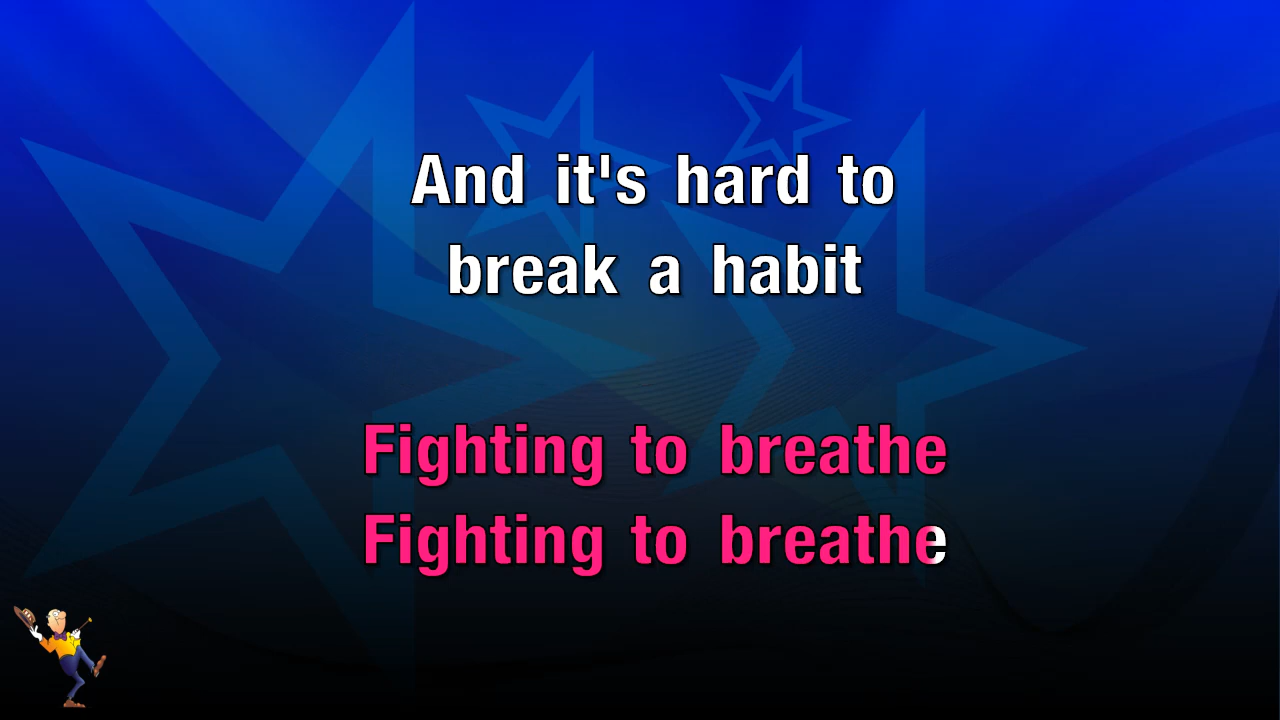 And it's hard to
break a habit
Fighting to breathe
Fighting to breathe